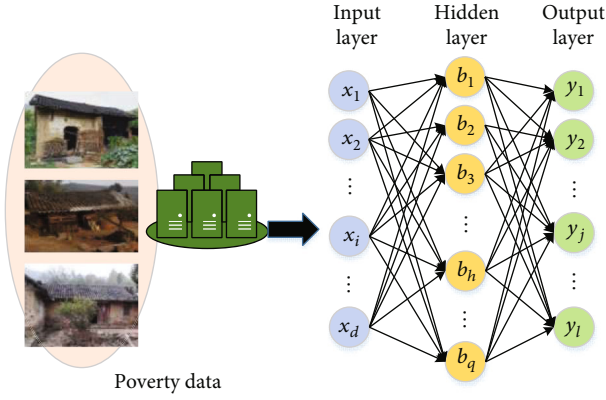 Input
layer
Hidden
layer
Output
layer
x1
x2
...
xi
...
xd
b1
b2
b3
...
bh
...
bq
y1
y2
...
yj
...
yl
Poverty data